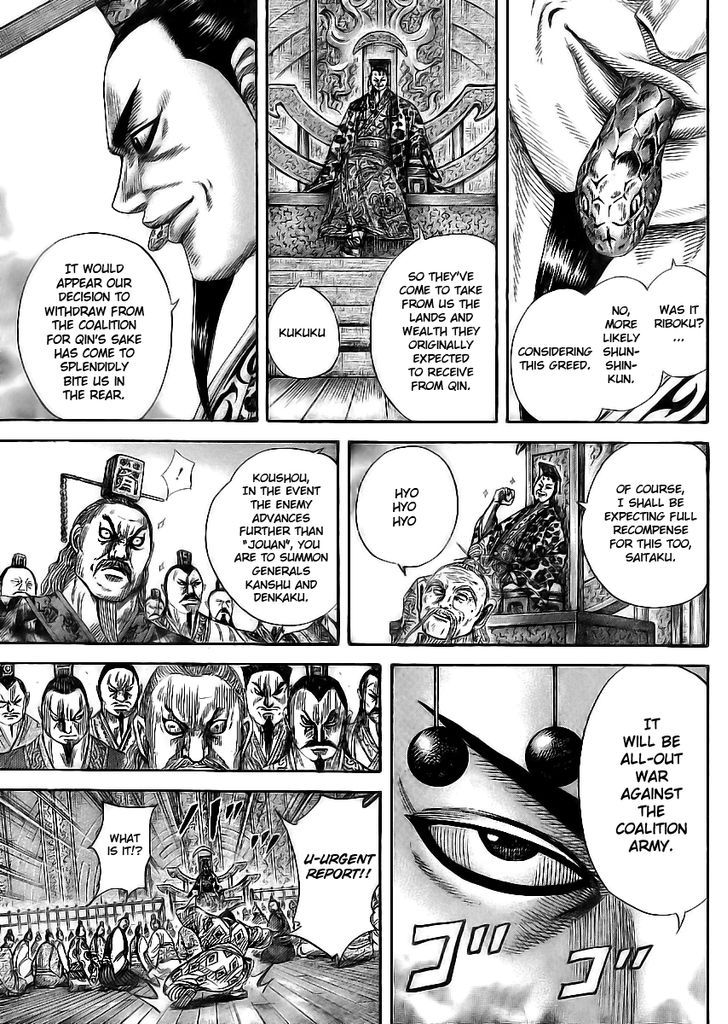 WAS IT
RIBOKU?
...
NO,
MORE
LIKELY
SHUN-
SHIN-
KUN.
CONSIDERING
THIS GREED.
SO THEY'VE
COME TO TAKE
FROM US THE
LANDS AND
WEALTH THEY
ORIGINALLY
EXPECTED
TO RECEIVE
FROM QIN.
KUKUKU
IT WOULD
APPEAR OUR
DECISION TO
WITHDRAW FROM
THE COALITION
FOR QIN'S SAKE
HAS COME TO
SPLENDIDLY
BITE US IN
THE REAR.
OF COURSE,
I SHALL BE
EXPECTING FULL
RECOMPENSE
FOR THIS TOO,
SAITAKU.
HYO
HYO
HYO
KOUSHOU,
IN THE EVENT
THE ENEMY
ADVANCES
FURTHER THAN
"JOUAN", YOU
ARE TO SUMMON
GENERALS
KANSHU AND
DENKAKU.
!
IT
WILL BE
ALL-OUT
WAR
AGAINST
THE
COALITION
ARMY.
ゴゴ
U-URGENT
REPORT!!
WHAT
IS IT!?